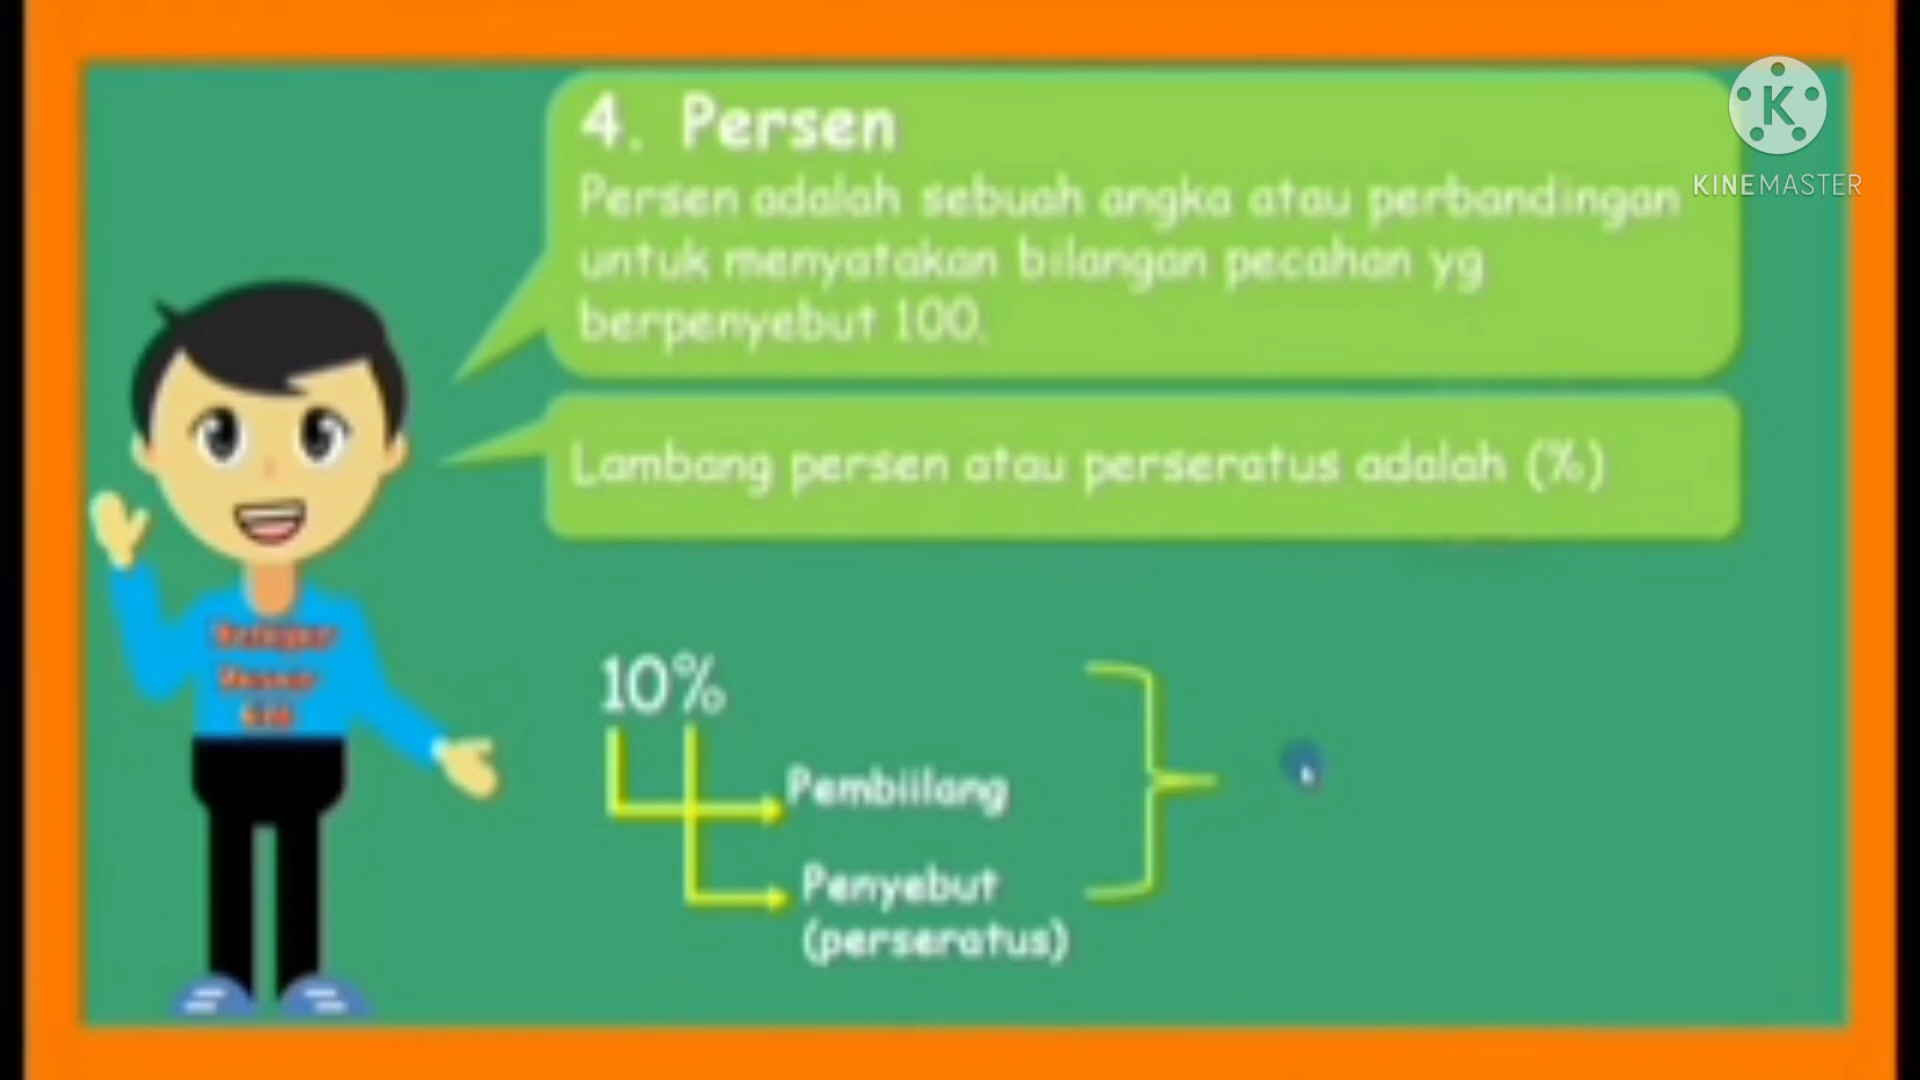 4. Persen
Persen adalah sebuah angka atau perbandingan
untuk menyatakan bilangan pecahan yg
berpenyebut 100.
KINEMASTER
Lambang persen atau perseratus adalah (%)
10%
Pembiilang
Penyebut
(perseratus)